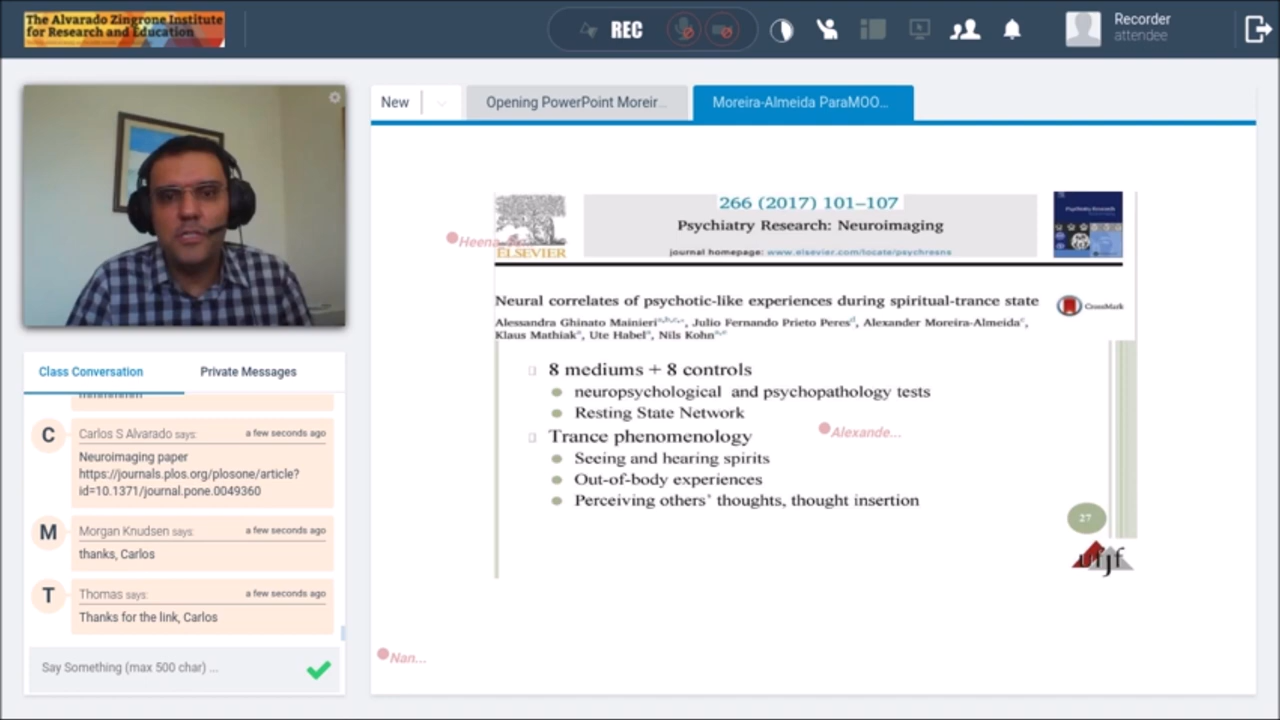 The Alvarado Zingrone Institute
for Research and Education
REC
Recorder
attendee
New
Opening PowerPoint Moreir...
Moreira-Almeida ParaMOO...
Class Conversation
Private Messages
C
Carlos S Alvarado says:
a few seconds ago
Neuroimaging paper
https://journals.plos.org/plosone/article?
id=10.1371/journal.pone.0049360
M
Morgan Knudsen says:
a few seconds ago
thanks, Carlos
T
Thomas says:
a few seconds ago
Thanks for the link, Carlos
Say Something (max 500 char) ...
266 (2017) 101–107
Psychiatry Research: Neuroimaging
journal homepage: www.elsevier.com/locate/psychresns
ELSEVIER
Neural correlates of psychotic-like experiences during spiritual-trance state
CrossMark
Alessandra Ghinato Mainieri, Julio Fernando Prieto Peres, Alexander Moreira-Almeida,
Klaus Mathiak, Ute Habel, Nils Kohn
8 mediums + 8 controls
neuropsychological and psychopathology tests
Resting State Network
Alexande...
Trance phenomenology
Seeing and hearing spirits
Out-of-body experiences
Perceiving others' thoughts, thought insertion
27
ufjf
Nan...